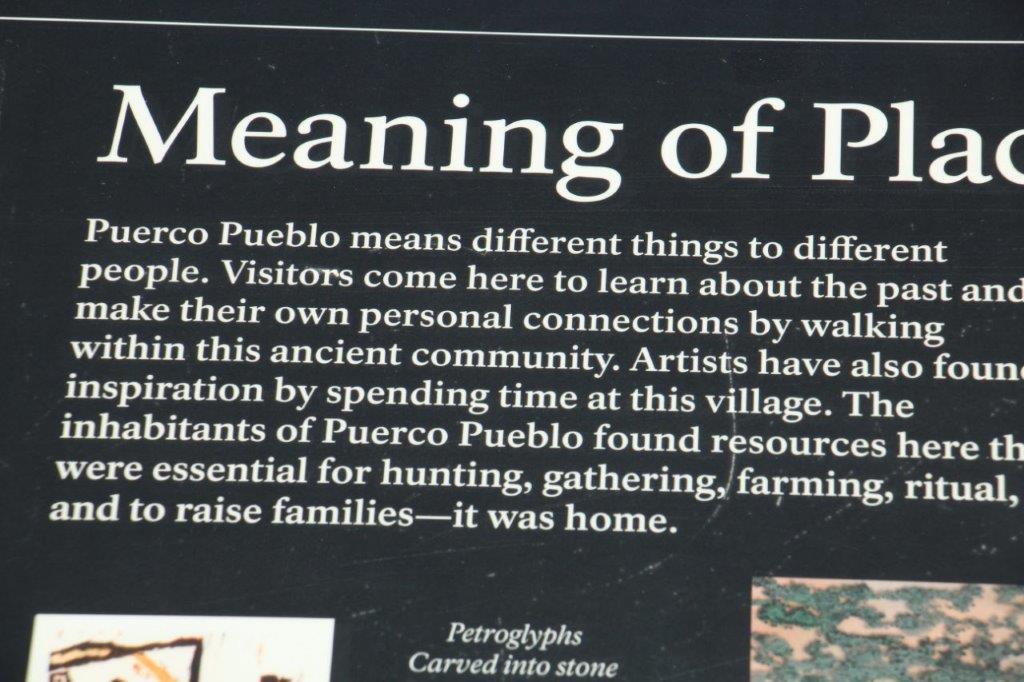 Meaning of Plac
Puerco Pueblo means different things to different
people. Visitors come here to learn about the past and
make their own personal connections by walking
within this ancient community. Artists have also foun
inspiration by spending time at this village. The
inhabitants of Puerco Pueblo found resources here th
were essential for hunting, gathering, farming, ritual,
and to raise families—it was home.
Petroglyphs
Carved into stone